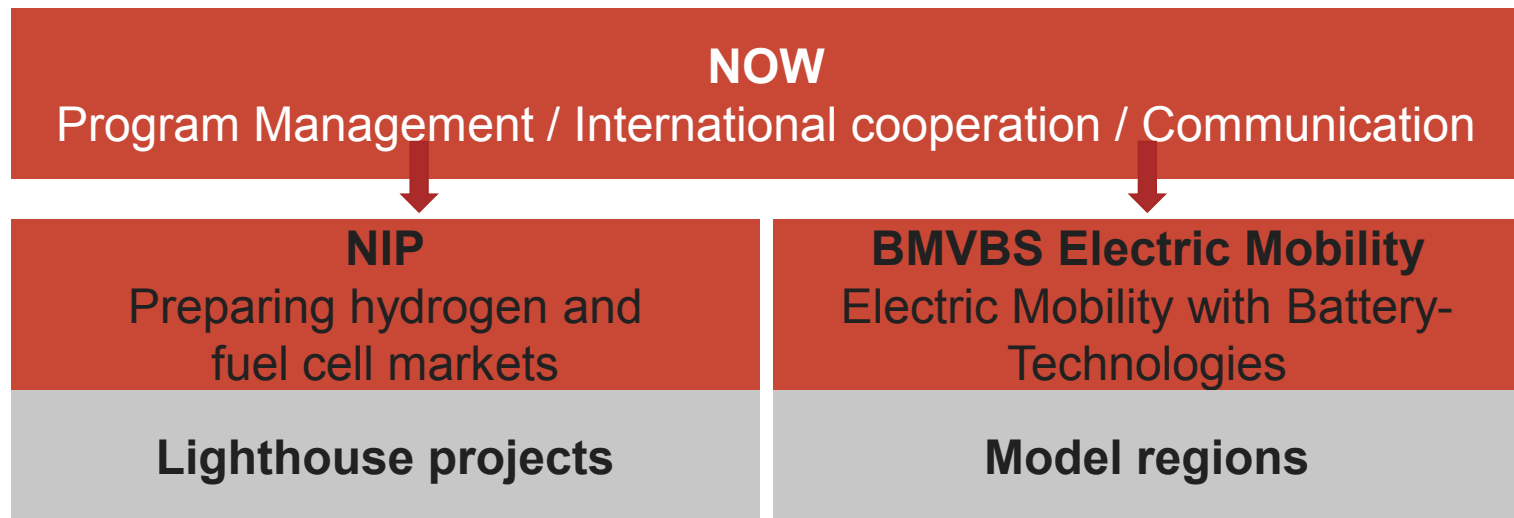 NOW
Program Management / International cooperation / Communication
NIP
Preparing hydrogen and
fuel cell markets
BMVBS Electric Mobility
Electric Mobility with Battery-
Technologies
Lighthouse projects
Model regions